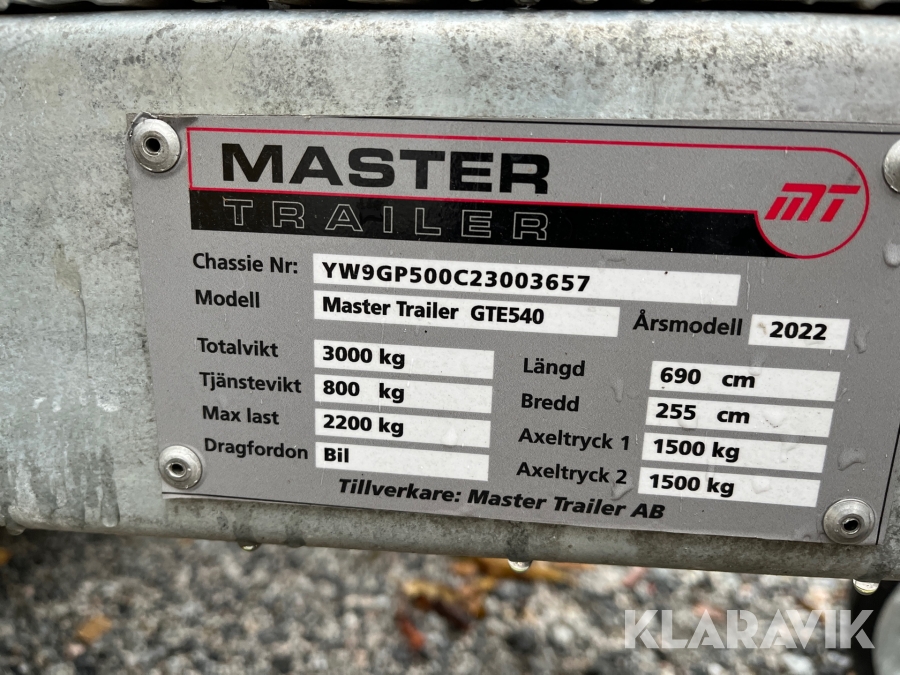 MASTER
TRAILER
MT
Chassie Nr: YW9GP500C23003657
Modell Master Trailer GTE540 Årsmodell 2022
Totalvikt 3000 kg Längd 690 cm
Tjänstevikt 800 kg Bredd 255 cm
Max last 2200 kg Axeltryck 1 1500 kg
Dragfordon Bil Axeltryck 2 1500 kg
Tillverkare: Master Trailer AB
KLARAVIK